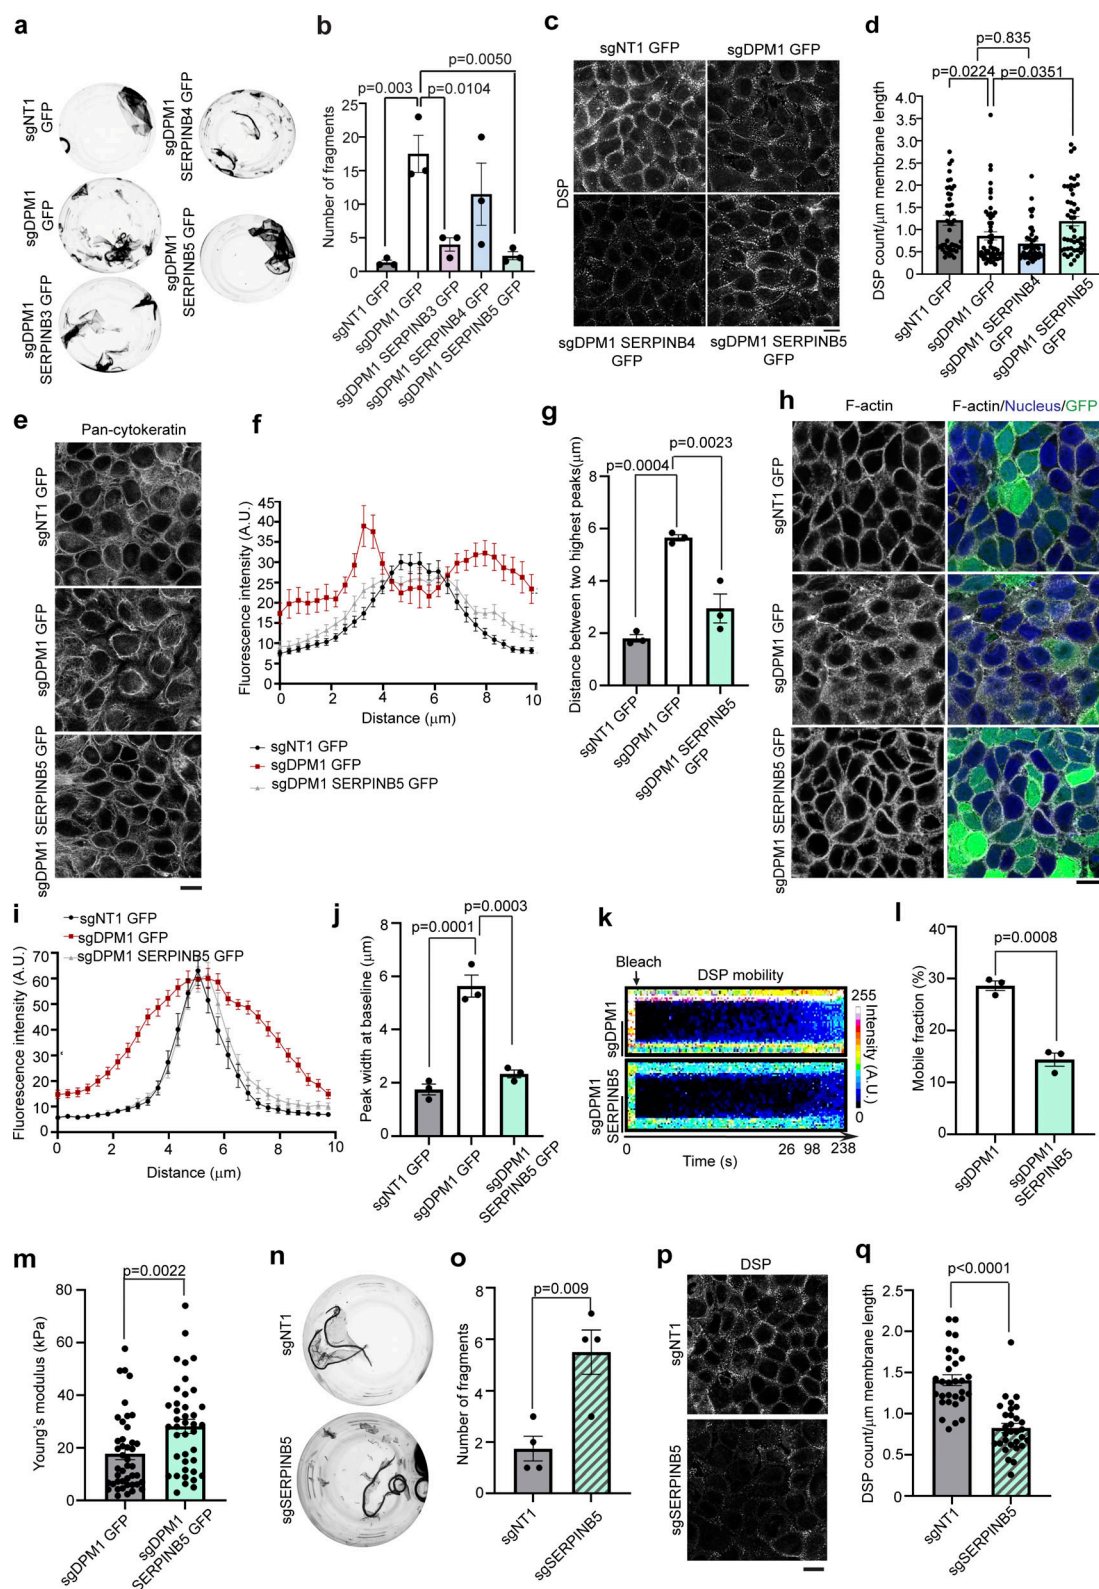 a
sgNT1
GFP
sgDPM1
GFP
sgDPM1
SERPINB3 GFP
sgDPM1
SERPINB4 GFP
sgDPM1
SERPINB5 GFP
b
p=0.0050
p=0.003
p=0.0104
Number of fragments
25
20
15
10
5
0
sgNT1 GFP
sgDPM1 GFP
sgDPM1 SERPINB3 GFP
sgDPM1 SERPINB4 GFP
sgDPM1 SERPINB5 GFP
c
sgNT1 GFP
sgDPM1 GFP
DSP
sgDPM1 SERPINB4
GFP
sgDPM1 SERPINB5
GFP
d
p=0.835
p=0.0224
p=0.0351
DSP count/μm membrane length
4.0
3.5
3.0
2.5
2.0
1.5
1.0
0.5
0
sgNT1 GFP
sgDPM1 GFP
sgDPM1 SERPINB4
GFP
sgDPM1 SERPINB5
GFP
e
Pan-cytokeratin
sgNT1 GFP
sgDPM1 GFP
sgDPM1 SERPINB5 GFP
f
Fluorescence intensity (A.U.)
45
40
35
30
25
20
15
10
5
0
0 2 4 6 8 10
Distance (μm)
sgNT1 GFP
sgDPM1 GFP
sgDPM1 SERPINB5 GFP
g
p=0.0023
p=0.0004
Distance between two highest peaks(μm)
8
6
4
2
0
sgNT1 GFP
sgDPM1 GFP
sgDPM1 SERPINB5
GFP
h
F-actin
F-actin/Nucleus/GFP
sgNT1 GFP
sgDPM1 GFP
sgDPM1 SERPINB5 GFP
i
sgNT1 GFP
sgDPM1 GFP
sgDPM1 SERPINB5 GFP
Fluorescence intensity (A.U.)
70
60
50
40
30
20
10
0
0 2 4 6 8 10
Distance (μm)
j
p=0.0003
p=0.0001
Peak width at baseline (μm)
8
6
4
2
0
sgNT1 GFP
sgDPM1 GFP
sgDPM1
SERPINB5 GFP
k
Bleach
DSP mobility
sgDPM1
sgDPM1
SERPINB5
255
Intensity (A.U.)
0
0 26 98 238
Time (s)
l
p=0.0008
Mobile fraction (%)
40
30
20
10
0
sgDPM1
sgDPM1
SERPINB5
m
p=0.0022
Young's modulus (kPa)
80
60
40
20
0
sgDPM1 GFP
sgDPM1
SERPINB5 GFP
n
sgNT1
sgSERPINB5
o
p=0.009
Number of fragments
8
6
4
2
0
sgNT1
sgSERPINB5
p
DSP
sgNT1
sgSERPINB5
q
p<0.0001
DSP count/μm membrane length
2.5
2.0
1.5
1.0
0.5
0
sgNT1
sgSERPINB5